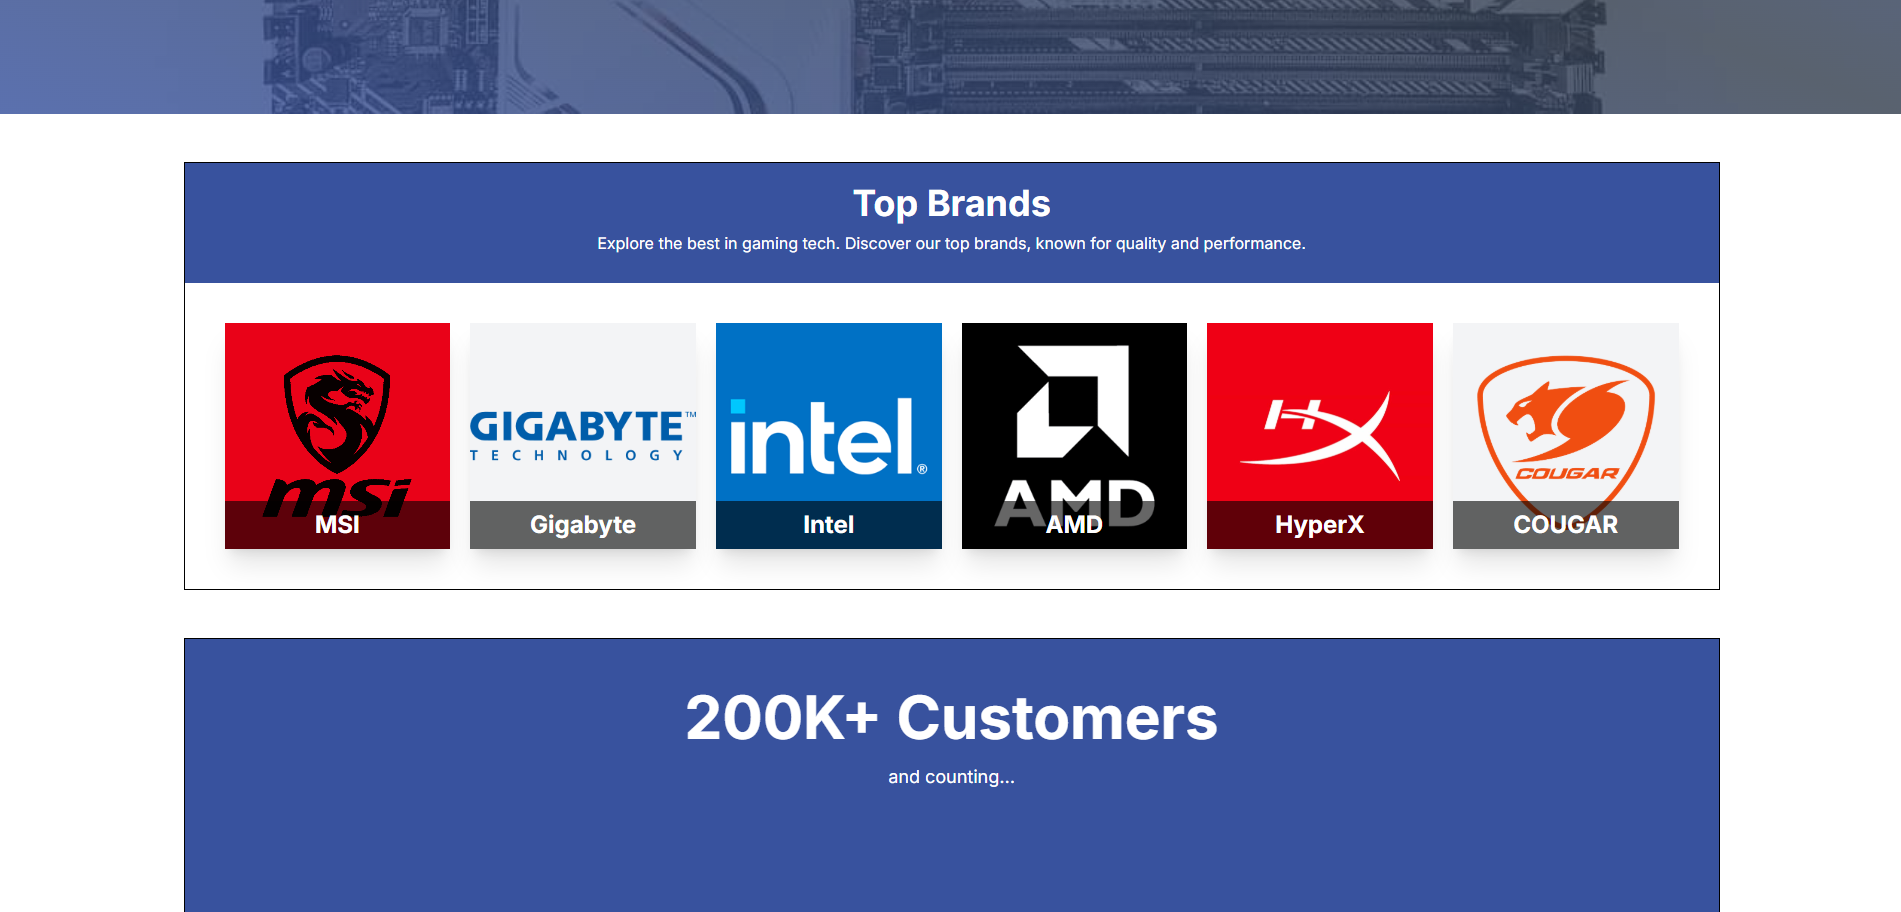 Top Brands
Explore the best in gaming tech. Discover our top brands, known for quality and performance.
msi
MSI
GIGABYTE™
TECHNOLOGY
Gigabyte
intel®
Intel
AMD
AMD
HX
HyperX
COUGAR
COUGAR
200K+ Customers
and counting...